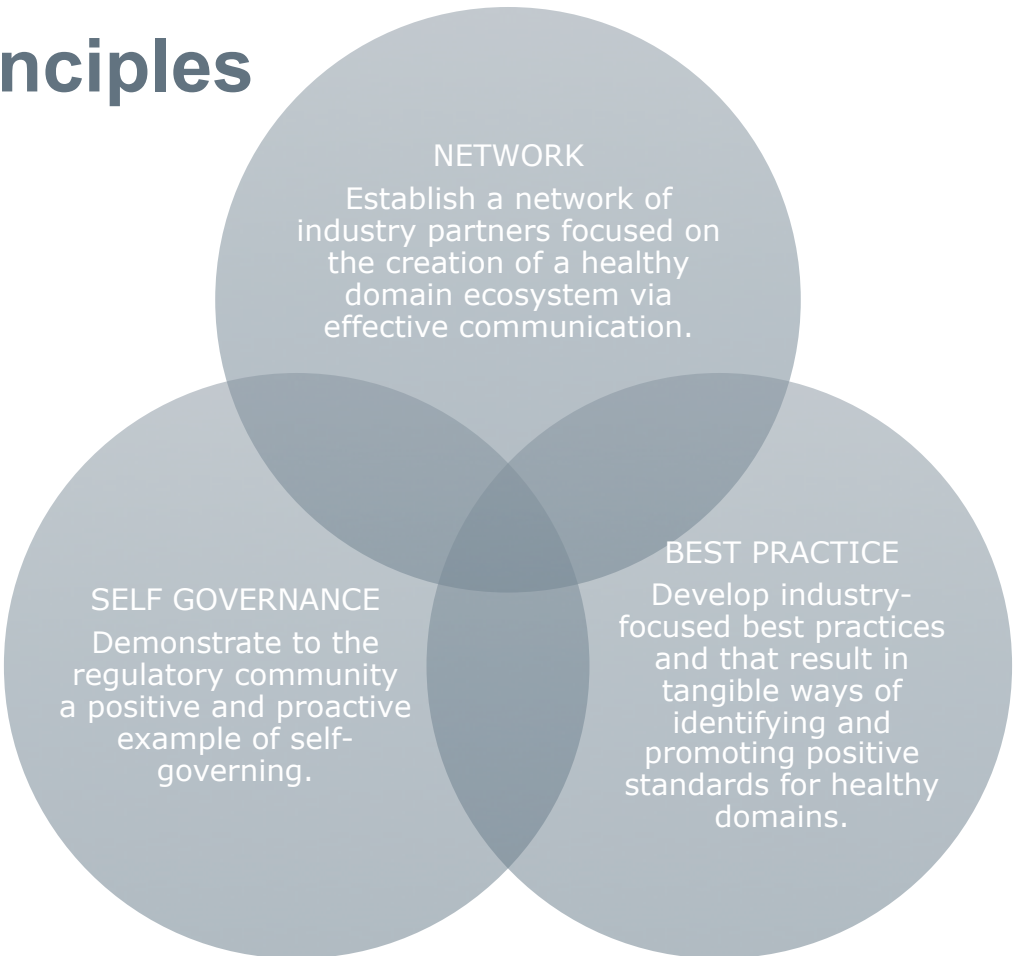 nciples
NETWORK
Establish a network of
industry partners focused on
the creation of a healthy
domain ecosystem via
effective communication.
SELF GOVERNANCE
Demonstrate to the
regulatory community
a positive and proactive
example of self-
governing.
BEST PRACTICE
Develop industry-
focused best practices
and that result in
tangible ways of
identifying and
promoting positive
standards for healthy
domains.